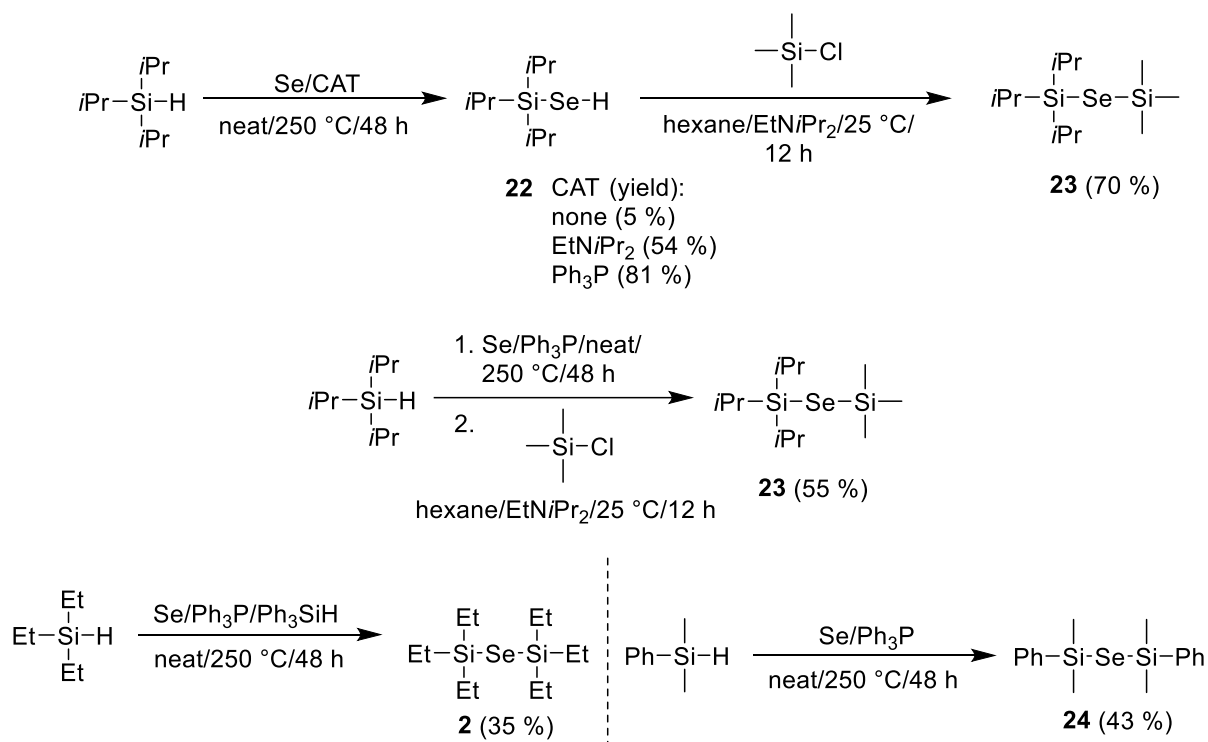 iPr
iPr–Si–H
iPr
Se/CAT
neat/250 °C/48 h
iPr
iPr–Si–Se–H
iPr
Si–Cl
hexane/EtNiPr₂/25 °C/
12 h
iPr
iPr–Si–Se–Si
iPr
22 CAT (yield):
none (5 %)
EtNiPr₂ (54 %)
Ph₃P (81 %)
23 (70 %)
iPr
iPr–Si–H
iPr
1. Se/Ph₃P/neat/
250 °C/48 h
2.
Si–Cl
hexane/EtNiPr₂/25 °C/12 h
iPr
iPr–Si–Se–Si
iPr
23 (55 %)
Et
Et–Si–H
Et
Se/Ph₃P/Ph₃SiH
neat/250 °C/48 h
Et Et
Et–Si–Se–Si–Et
Et Et
2 (35 %)
Ph–Si–H
Se/Ph₃P
neat/250 °C/48 h
Ph–Si–Se–Si–Ph
24 (43 %)